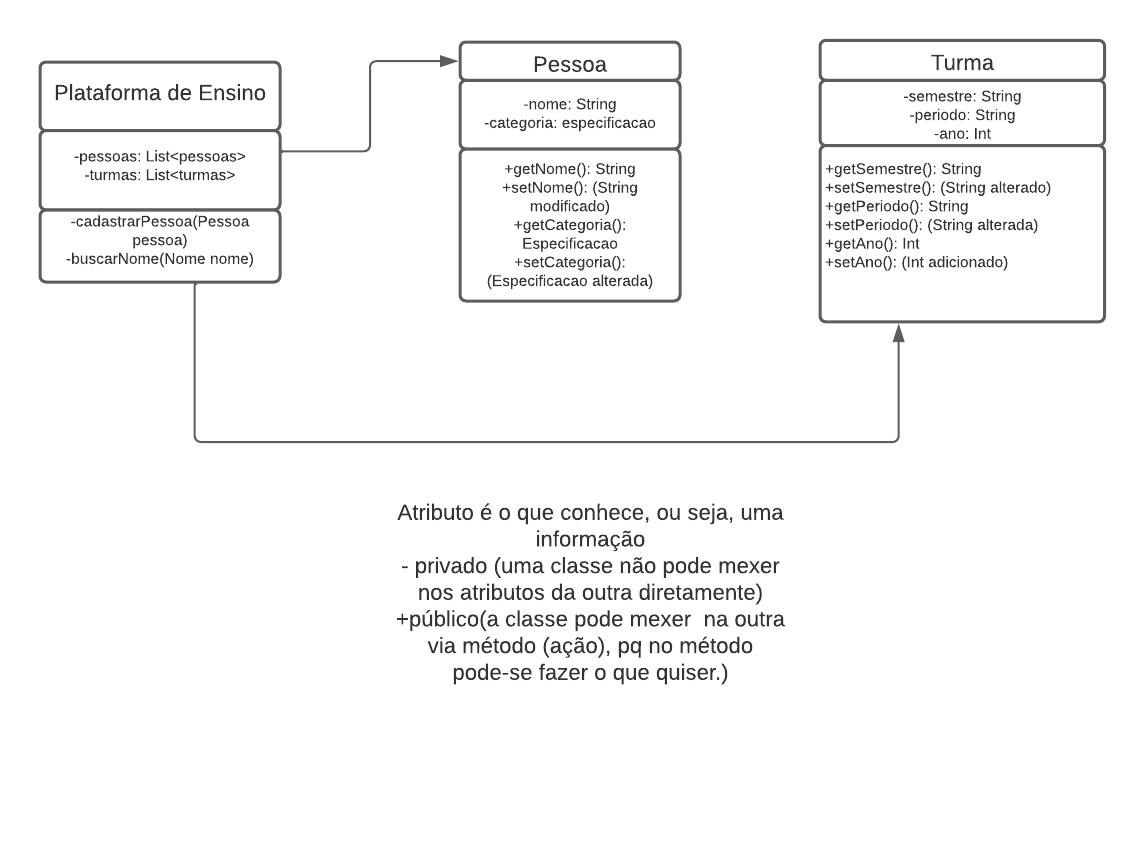 Plataforma de Ensino
-pessoas: List<pessoas>
-turmas: List<turmas>
-cadastrarPessoa(Pessoa
pessoa)
-buscarNome(Nome nome)
Pessoa
-nome: String
-categoria: especificacao
+getNome(): String
+setNome(): (String
modificado)
+getCategoria():
Especificacao
+setCategoria():
(Especificacao alterada)
Turma
-semestre: String
-periodo: String
-ano: Int
+getSemestre(): String
+setSemestre(): (String alterado)
+getPeriodo(): String
+setPeriodo(): (String alterada)
+getAno(): Int
+setAno(): (Int adicionado)
Atributo é o que conhece, ou seja, uma
informação
- privado (uma classe não pode mexer
nos atributos da outra diretamente)
+público(a classe pode mexer  na outra
via método (ação), pq no método
pode-se fazer o que quiser.)